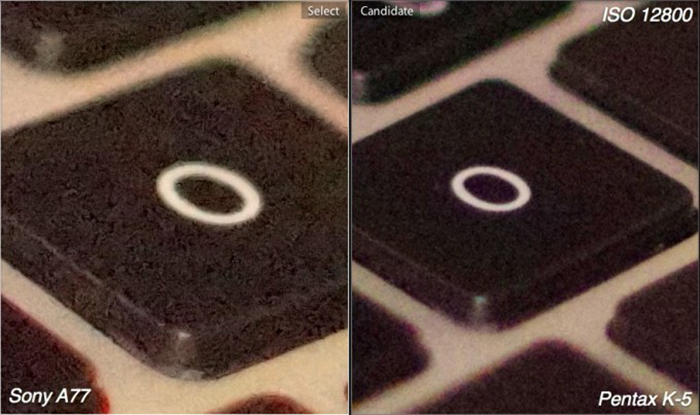 Select
Candidate
ISO 12800
O
O
Sony A77
Pentax K-5